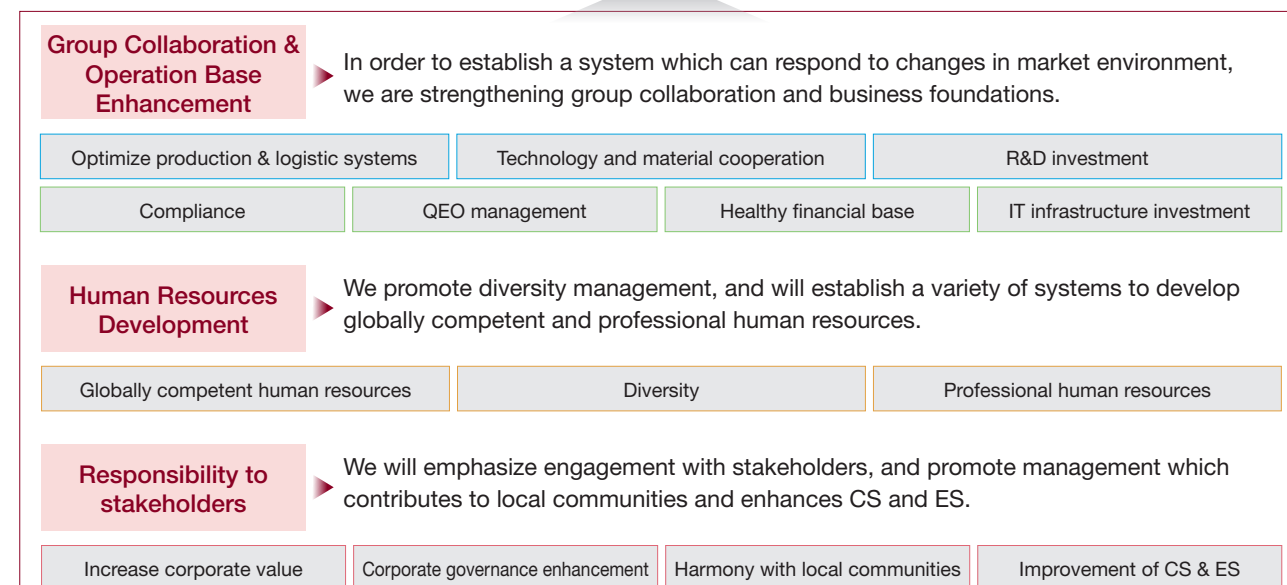 Group Collaboration &
Operation Base
Enhancement
In order to establish a system which can respond to changes in market environment,
we are strengthening group collaboration and business foundations.
Optimize production & logistic systems
Technology and material cooperation
R&D investment
Compliance
QEO management
Healthy financial base
IT infrastructure investment
Human Resources
Development
We promote diversity management, and will establish a variety of systems to develop
globally competent and professional human resources.
Globally competent human resources
Diversity
Professional human resources
Responsibility to
stakeholders
We will emphasize engagement with stakeholders, and promote management which
contributes to local communities and enhances CS and ES.
Increase corporate value
Corporate governance enhancement
Harmony with local communities
Improvement of CS & ES